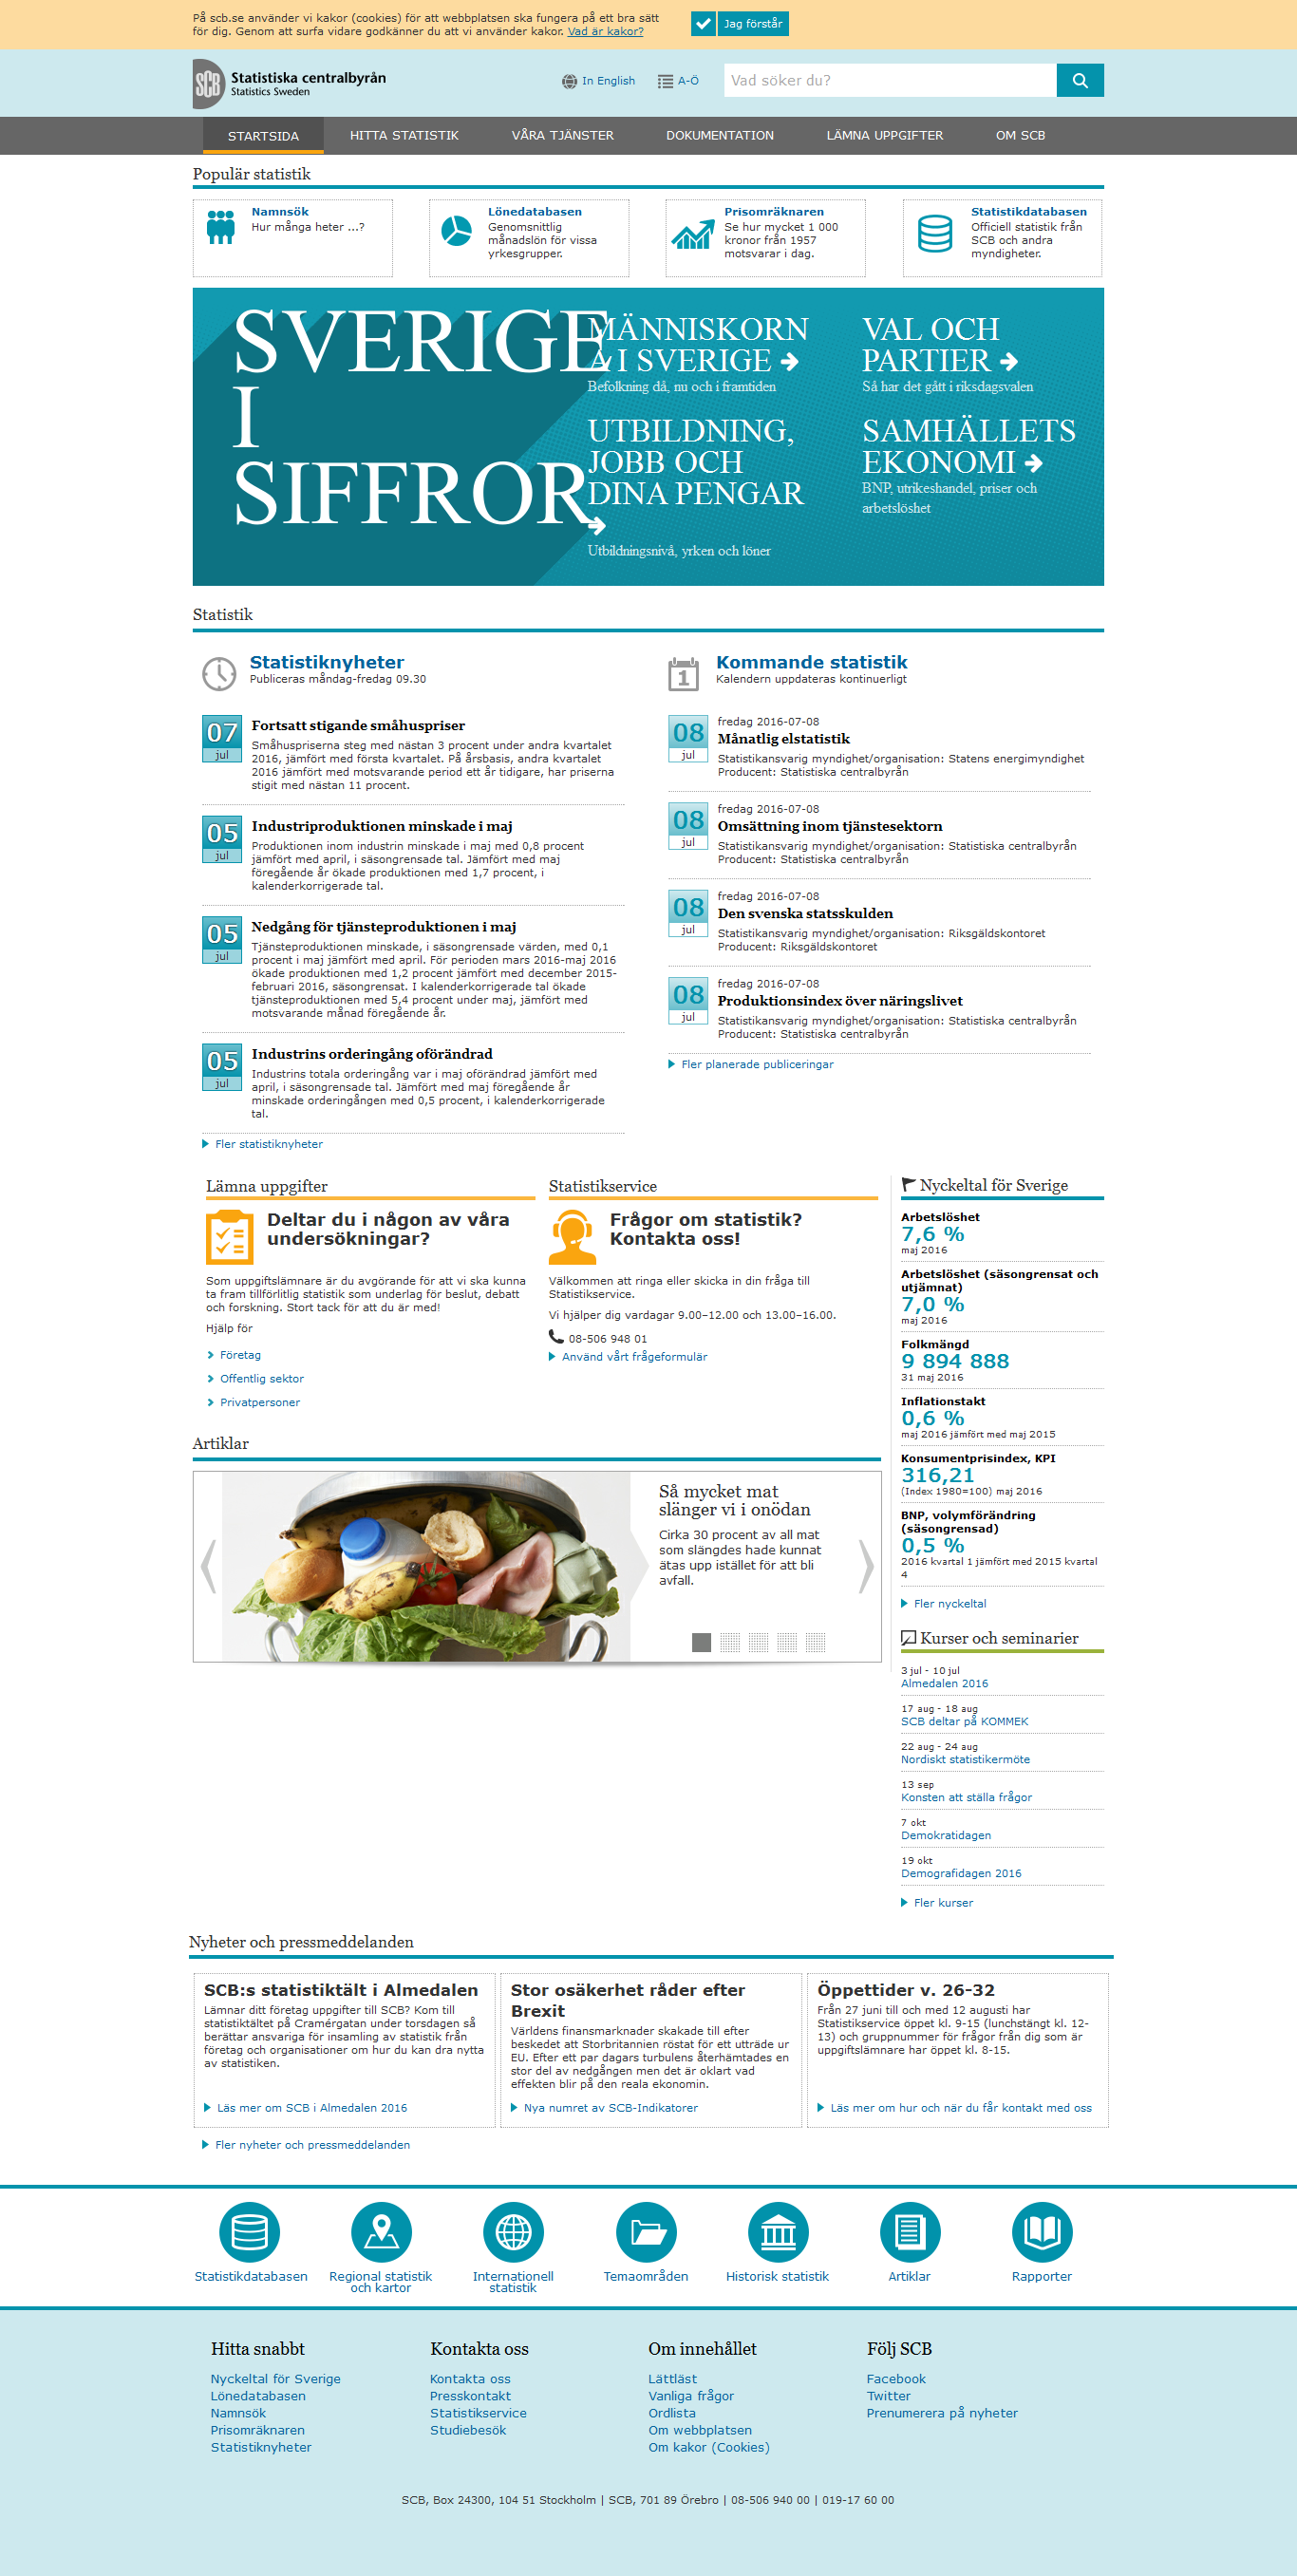 På scb.se använder vi kakor (cookies) för att webbplatsen ska fungera på ett bra sätt
för dig. Genom att surfa vidare godkänner du att vi använder kakor. Vad är kakor?
Jag förstår
SCB
Statistiska centralbyrån
Statistics Sweden
In English
A-Ö
Vad söker du?
STARTSIDA
HITTA STATISTIK
VÅRA TJÄNSTER
DOKUMENTATION
LÄMNA UPPGIFTER
OM SCB
Populär statistik
Namnsök
Hur många heter ...?
Lönedatabasen
Genomsnittlig
månadslön för vissa
yrkesgrupper.
Prisomräknaren
Se hur mycket 1 000
kronor från 1957
motsvarar i dag.
Statistikdatabasen
Officiell statistik från
SCB och andra
myndigheter.
SVERIGE
I
SIFFROR
MÄNNISKORN
A I SVERIGE
Befolkning då, nu och i framtiden
UTBILDNING,
JOBB OCH
DINA PENGAR
Utbildningsnivå, yrken och löner
VAL OCH
PARTIER
Så har det gått i riksdagsvalen
SAMHÄLLETS
EKONOMI
BNP, utrikeshandel, priser och
arbetslöshet
Statistik
Statistiknyheter
Publiceras måndag-fredag 09.30
07
jul
Fortsatt stigande småhuspriser
Småhuspriserna steg med nästan 3 procent under andra kvartalet
2016, jämfört med första kvartalet. På årsbasis, andra kvartalet
2016 jämfört med motsvarande period ett år tidigare, har priserna
stigit med nästan 11 procent.
05
jul
Industriproduktionen minskade i maj
Produktionen inom industrin minskade i maj med 0,8 procent
jämfört med april, i säsongrensade tal. Jämfört med maj
föregående år ökade produktionen med 1,7 procent, i
kalenderkorrigerade tal.
05
jul
Nedgång för tjänsteproduktionen i maj
Tjänsteproduktionen minskade, i säsongrensade värden, med 0,1
procent i maj jämfört med april. För perioden mars 2016-maj 2016
ökade produktionen med 1,2 procent jämfört med december 2015-
februari 2016, säsongrensat. I kalenderkorrigerade tal ökade
tjänsteproduktionen med 5,4 procent under maj, jämfört med
motsvarande månad föregående år.
05
jul
Industrins orderingång oförändrad
Industrins totala orderingång var i maj oförändrad jämfört med
april, i säsongrensade tal. Jämfört med maj föregående år
minskade orderingången med 0,5 procent, i kalenderkorrigerade
tal.
Fler statistiknyheter
1
Kommande statistik
Kalendern uppdateras kontinuerligt
08
jul
fredag 2016-07-08
Månatlig elstatistik
Statistikansvarig myndighet/organisation: Statens energimyndighet
Producent: Statistiska centralbyrån
08
jul
fredag 2016-07-08
Omsättning inom tjänstesektorn
Statistikansvarig myndighet/organisation: Statistiska centralbyrån
Producent: Statistiska centralbyrån
08
jul
fredag 2016-07-08
Den svenska statsskulden
Statistikansvarig myndighet/organisation: Riksgäldskontoret
Producent: Riksgäldskontoret
08
jul
fredag 2016-07-08
Produktionsindex över näringslivet
Statistikansvarig myndighet/organisation: Statistiska centralbyrån
Producent: Statistiska centralbyrån
Fler planerade publiceringar
Lämna uppgifter
Deltar du i någon av våra
undersökningar?
Som uppgiftslämnare är du avgörande för att vi ska kunna
ta fram tillförlitlig statistik som underlag för beslut, debatt
och forskning. Stort tack för att du är med!
Hjälp för
Företag
Offentlig sektor
Privatpersoner
Statistikservice
Frågor om statistik?
Kontakta oss!
Välkommen att ringa eller skicka in din fråga till
Statistikservice.
Vi hjälper dig vardagar 9.00–12.00 och 13.00–16.00.
08-506 948 01
Använd vårt frågeformulär
Artiklar
Så mycket mat
slänger vi i onödan
Cirka 30 procent av all mat
som slängdes hade kunnat
ätas upp istället för att bli
avfall.
Nyckeltal för Sverige
Arbetslöshet
7,6 %
maj 2016
Arbetslöshet (säsongrensat och
utjämnat)
7,0 %
maj 2016
Folkmängd
9 894 888
31 maj 2016
Inflationstakt
0,6 %
maj 2016 jämfört med maj 2015
Konsumentprisindex, KPI
316,21
(Index 1980=100) maj 2016
BNP, volymförändring
(säsongrensad)
0,5 %
2016 kvartal 1 jämfört med 2015 kvartal
4
Fler nyckeltal
Kurser och seminarier
3 jul - 10 jul
Almedalen 2016
17 aug - 18 aug
SCB deltar på KOMMEK
22 aug - 24 aug
Nordiskt statistikermöte
13 sep
Konsten att ställa frågor
7 okt
Demokratidagen
19 okt
Demografidagen 2016
Fler kurser
Nyheter och pressmeddelanden
SCB:s statistiktält i Almedalen
Lämnar ditt företag uppgifter till SCB? Kom till
statistiktältet på Cramérgatan under torsdagen så
berättar ansvariga för insamling av statistik från
företag och organisationer om hur du kan dra nytta
av statistiken.
Läs mer om SCB i Almedalen 2016
Stor osäkerhet råder efter
Brexit
Världens finansmarknader skakade till efter
beskedet att Storbritannien röstat för ett utträde ur
EU. Efter ett par dagars turbulens återhämtades en
stor del av nedgången men det är oklart vad
effekten blir på den reala ekonomin.
Nya numret av SCB-Indikatorer
Öppettider v. 26-32
Från 27 juni till och med 12 augusti har
Statistikservice öppet kl. 9-15 (lunchstängt kl. 12-
13) och gruppnummer för frågor från dig som är
uppgiftslämnare har öppet kl. 8-15.
Läs mer om hur och när du får kontakt med oss
Fler nyheter och pressmeddelanden
Statistikdatabasen
Regional statistik
och kartor
Internationell
statistik
Temaområden
Historisk statistik
Artiklar
Rapporter
Hitta snabbt
Nyckeltal för Sverige
Lönedatabasen
Namnsök
Prisomräknaren
Statistiknyheter
Kontakta oss
Kontakta oss
Presskontakt
Statistikservice
Studiebesök
Om innehållet
Lättläst
Vanliga frågor
Ordlista
Om webbplatsen
Om kakor (Cookies)
Följ SCB
Facebook
Twitter
Prenumerera på nyheter
SCB, Box 24300, 104 51 Stockholm | SCB, 701 89 Örebro | 08-506 940 00 | 019-17 60 00